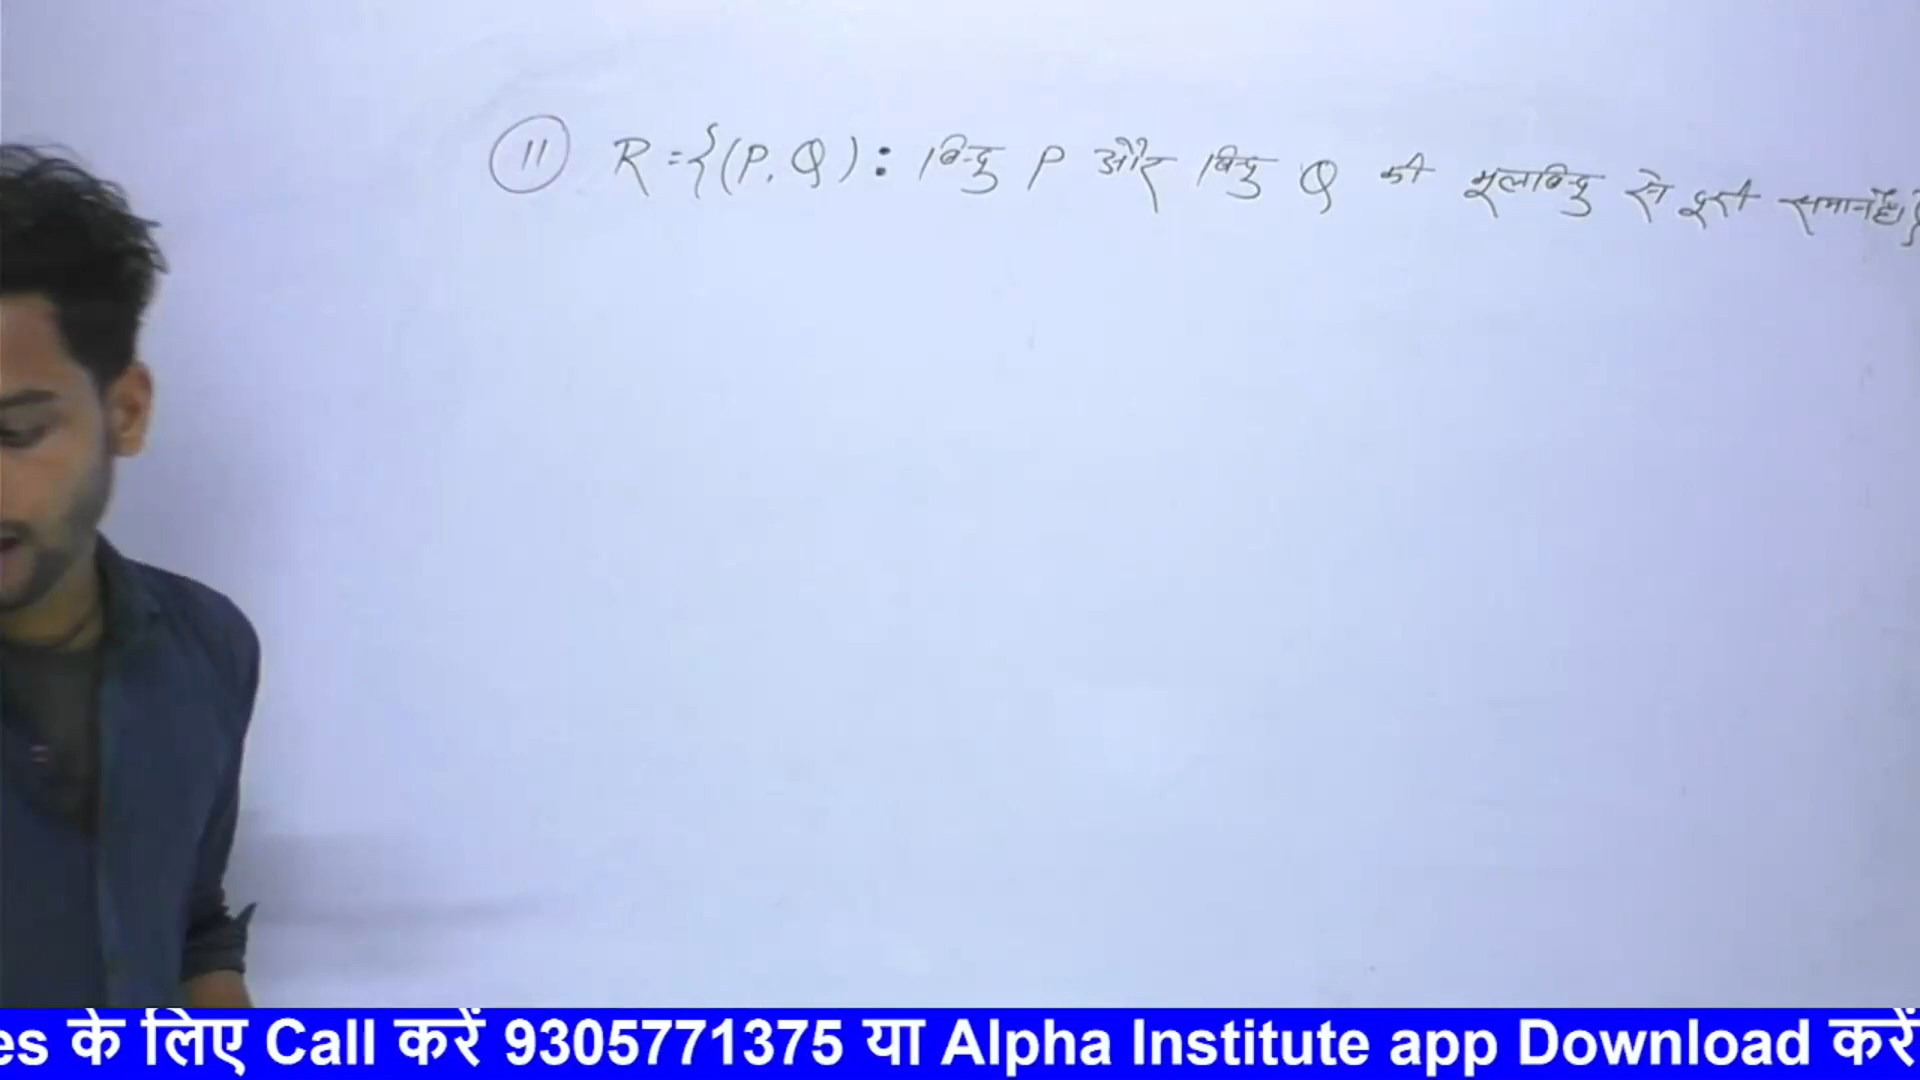 11 R={(P,Q): बिन्दु P और बिन्दु Q की मूलबिन्दु से दूरी समान है।}
es के लिए Call करें 9305771375 या Alpha Institute app Download करें